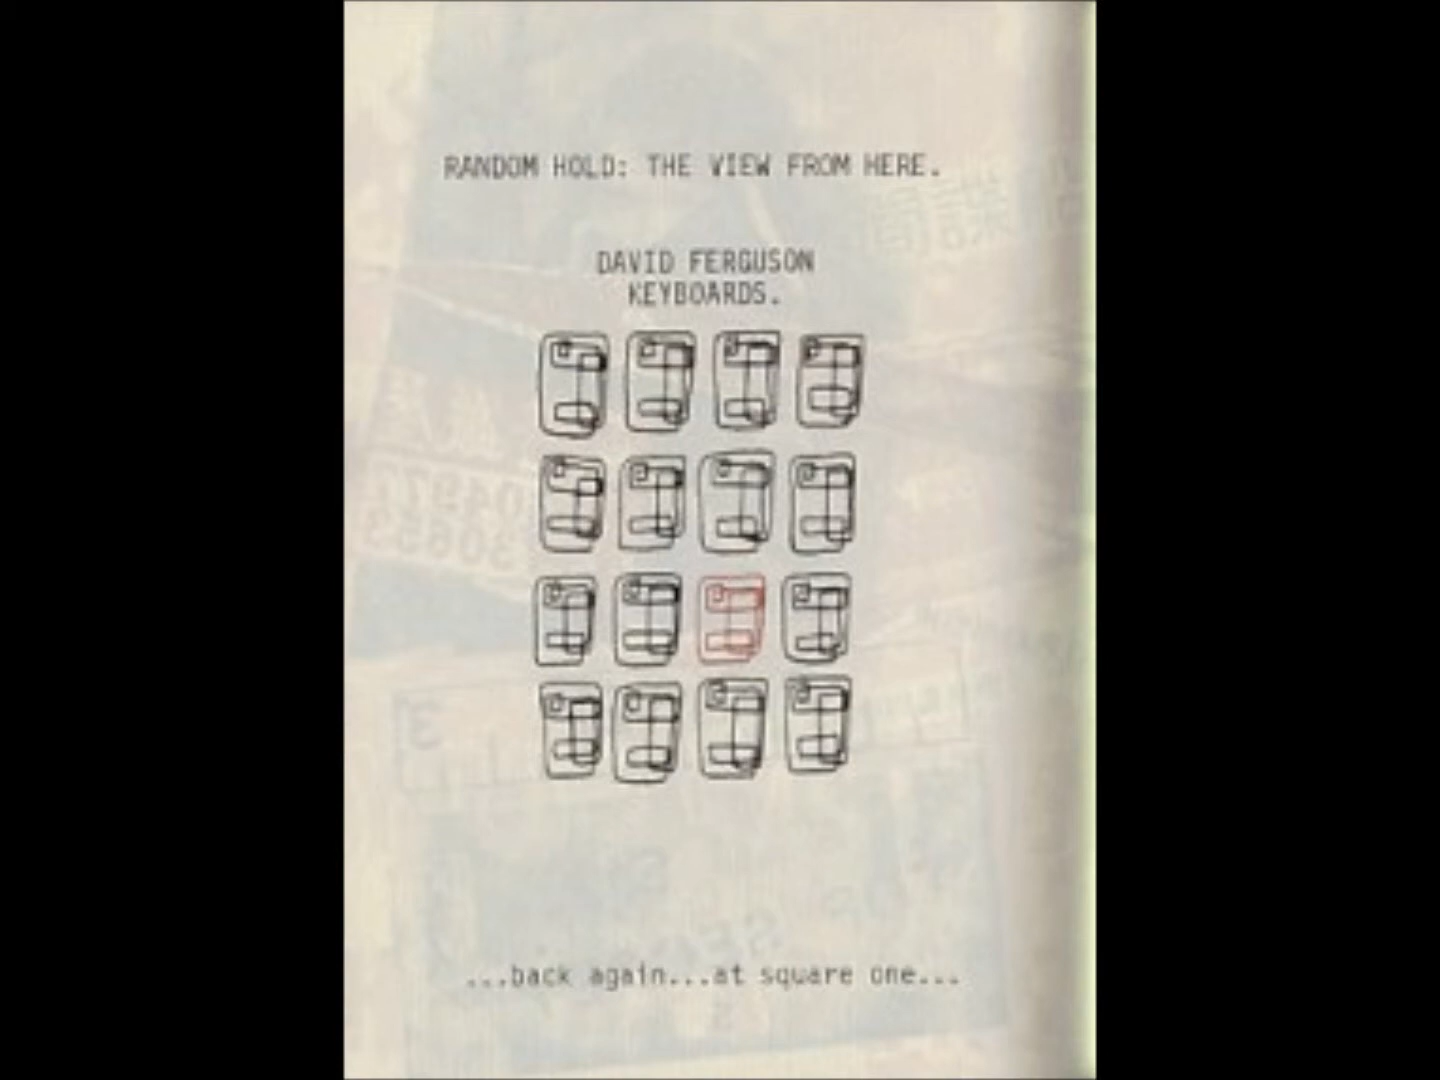 RANDOM HOLD: THE VIEW FROM HERE.
DAVID FERGUSON
KEYBOARDS.
...back again...at square one...